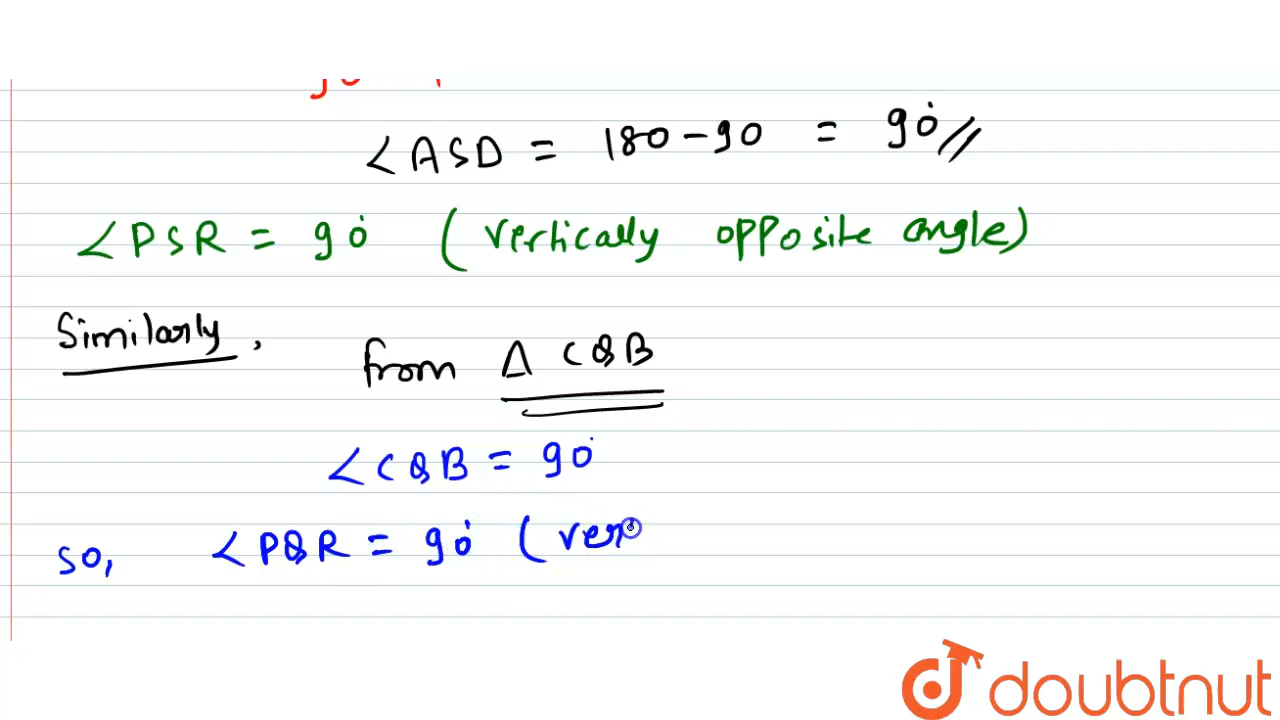 ∠ASD = 180-90 = 90°//
∠PSR = 90° (vertically opposite angle)
Similarly, from Δ CQB
∠CQB = 90°
so, ∠PQR = 90° (ver
doubtnut